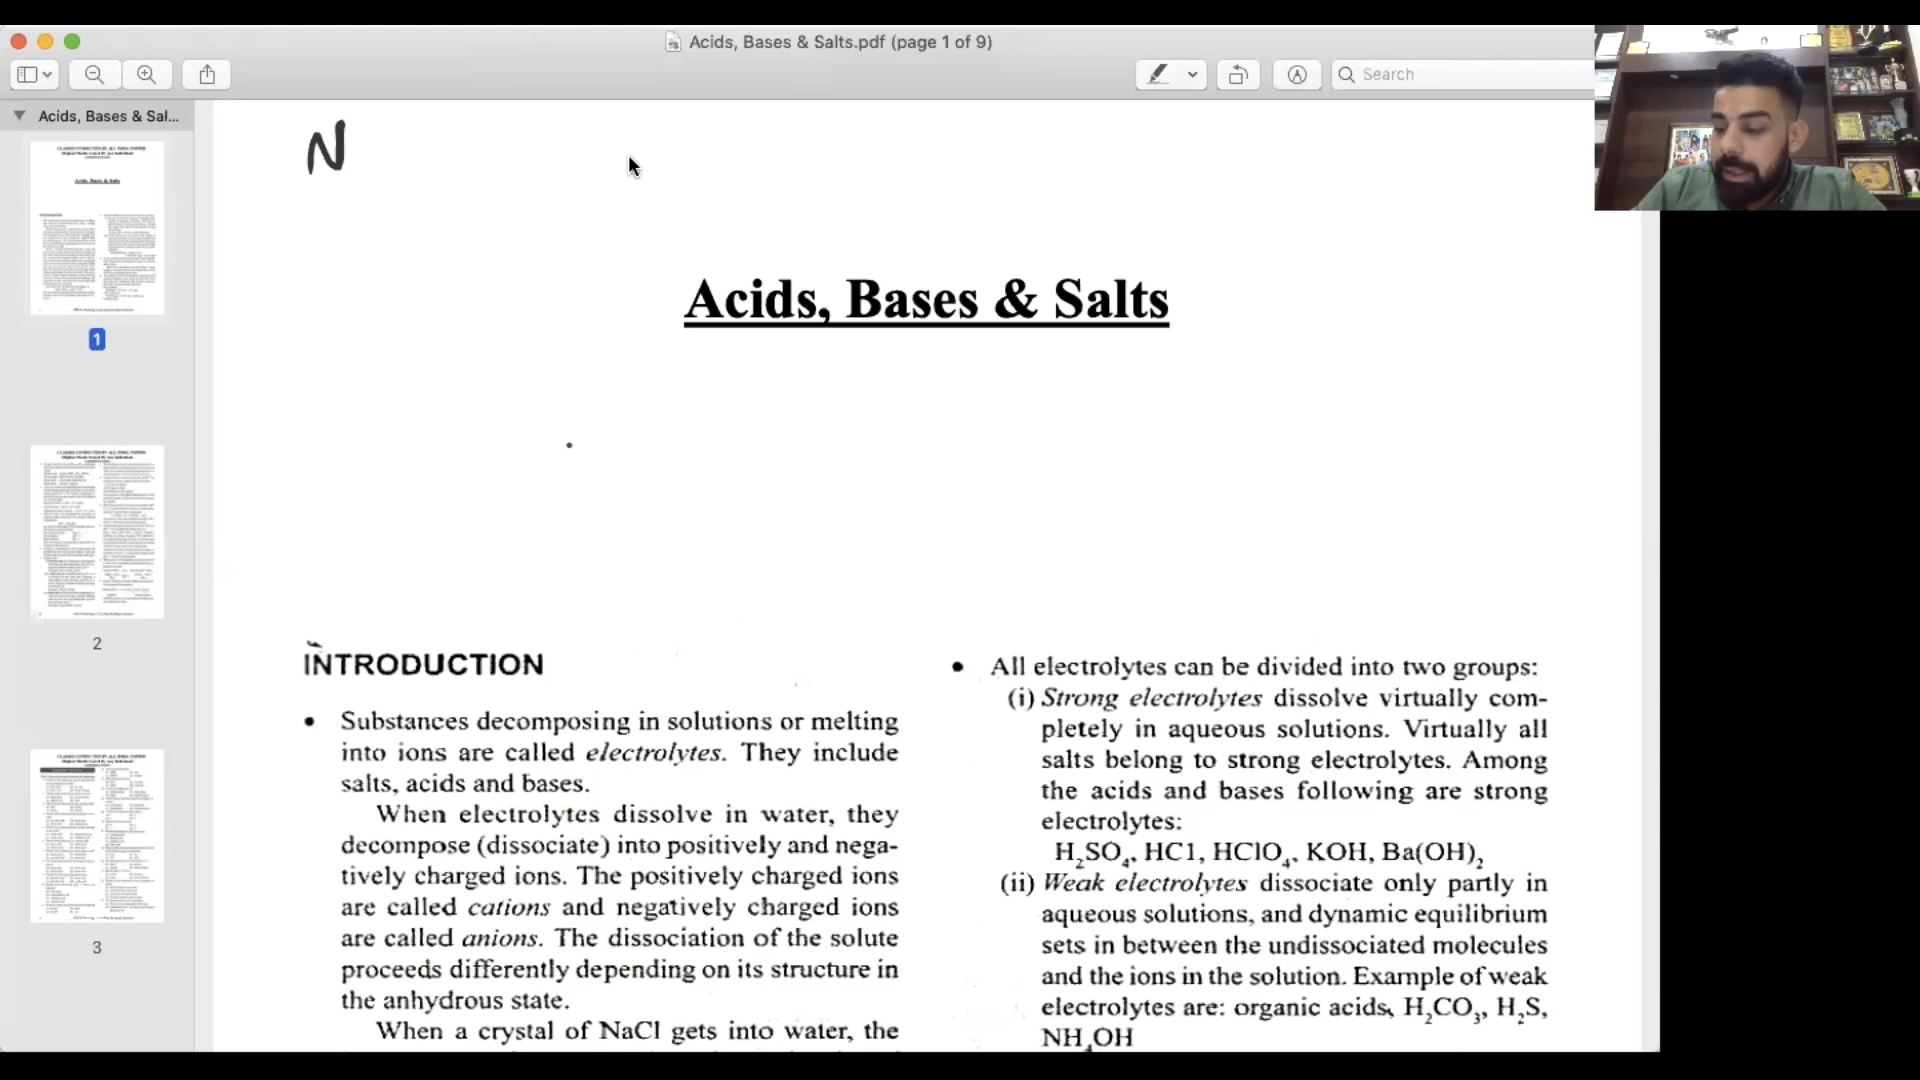 Acids, Bases & Salts.pdf (page 1 of 9)
Search
Acids, Bases & Sal...
1
2
3
N
Acids, Bases & Salts
INTRODUCTION
• Substances decomposing in solutions or melting
into ions are called electrolytes. They include
salts, acids and bases.
When electrolytes dissolve in water, they
decompose (dissociate) into positively and nega-
tively charged ions. The positively charged ions
are called cations and negatively charged ions
are called anions. The dissociation of the solute
proceeds differently depending on its structure in
the anhydrous state.
When a crystal of NaCl gets into water, the
• All electrolytes can be divided into two groups:
(i) Strong electrolytes dissolve virtually com-
pletely in aqueous solutions. Virtually all
salts belong to strong electrolytes. Among
the acids and bases following are strong
electrolytes:
H₂SO₄, HCl, HClO₄, KOH, Ba(OH)₂
(ii) Weak electrolytes dissociate only partly in
aqueous solutions, and dynamic equilibrium
sets in between the undissociated molecules
and the ions in the solution. Example of weak
electrolytes are: organic acids, H₂CO₃, H₂S,
NH₄OH